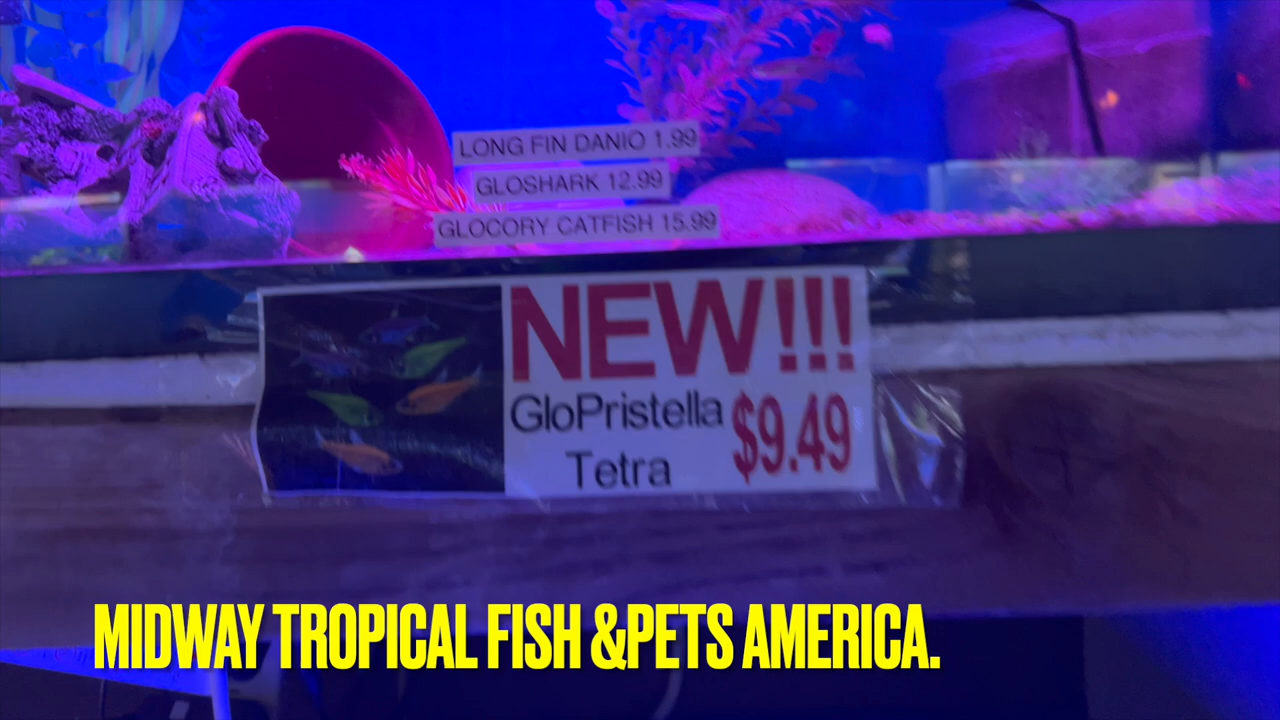 LONG FIN DANIO 1.99
GLOSHARK 12.99
GLOCORY CATFISH 15.99
NEW!!!
GloPristella
Tetra
$9.49
MIDWAY TROPICAL FISH &PETS AMERICA.